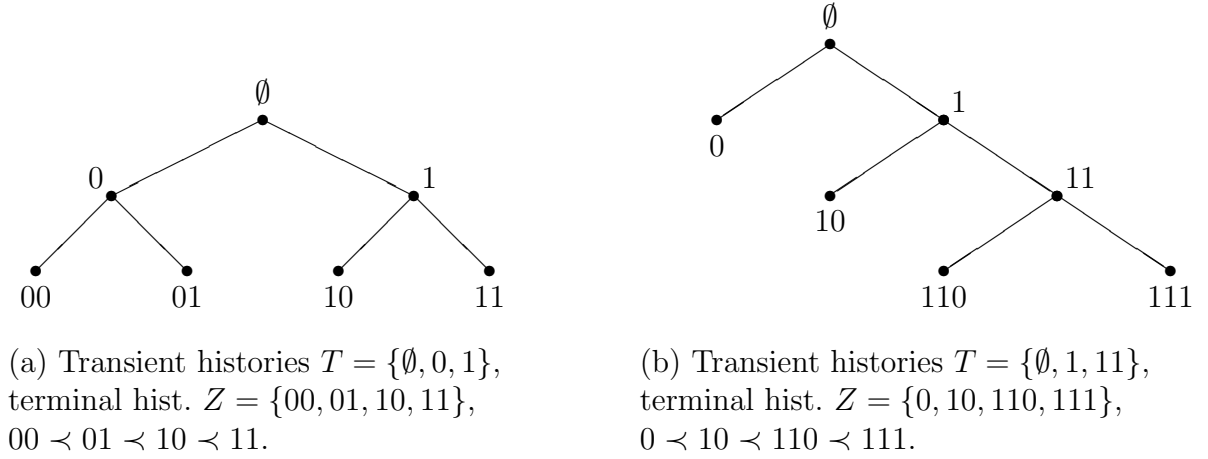 ∅
0
1
00
01
10
11
(a) Transient histories T = {∅, 0, 1},
terminal hist. Z = {00, 01, 10, 11},
00 ≺ 01 ≺ 10 ≺ 11.
∅
1
0
11
10
110
111
(b) Transient histories T = {∅, 1, 11},
terminal hist. Z = {0, 10, 110, 111},
0 ≺ 10 ≺ 110 ≺ 111.